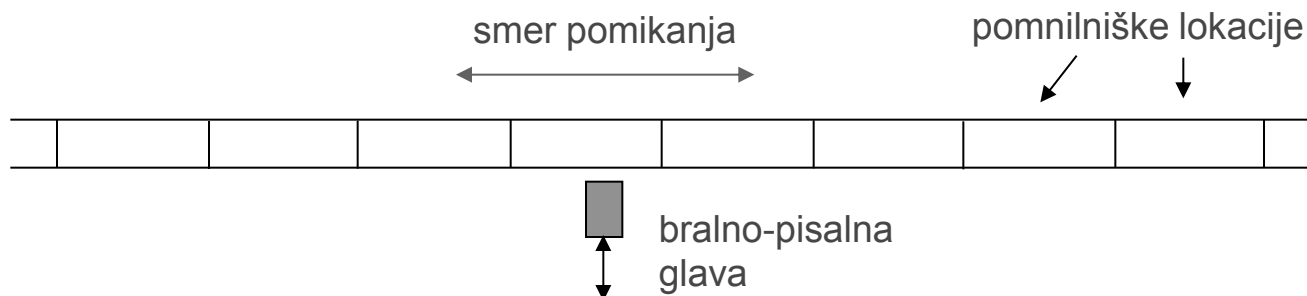 smer pomikanja
pomnilniške lokacije
bralno-pisalna
glava